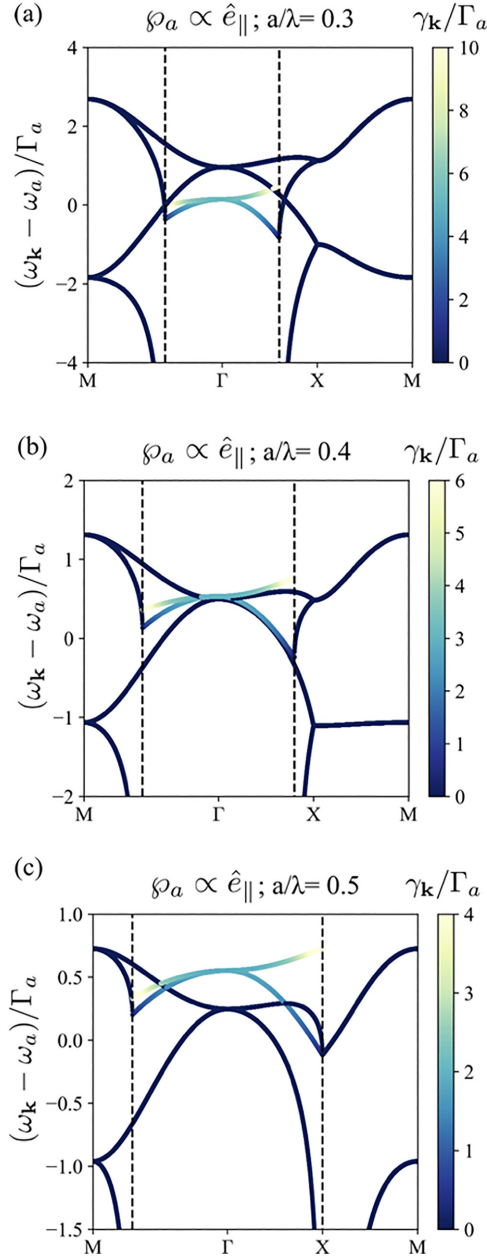 (a)
℘ₐ ∝ ê∥; a/λ= 0.3
γ𝐤/Γₐ
4
2
0
−2
−4
(ω𝐤 − ωₐ)/Γₐ
M
Γ
X
M
10
8
6
4
2
0
(b)
℘ₐ ∝ ê∥; a/λ= 0.4
γ𝐤/Γₐ
2
1
0
−1
−2
(ω𝐤 − ωₐ)/Γₐ
M
Γ
X
M
6
5
4
3
2
1
0
(c)
℘ₐ ∝ ê∥; a/λ= 0.5
γ𝐤/Γₐ
1.0
0.5
0.0
−0.5
−1.0
−1.5
(ω𝐤 − ωₐ)/Γₐ
M
Γ
X
M
4
3
2
1
0